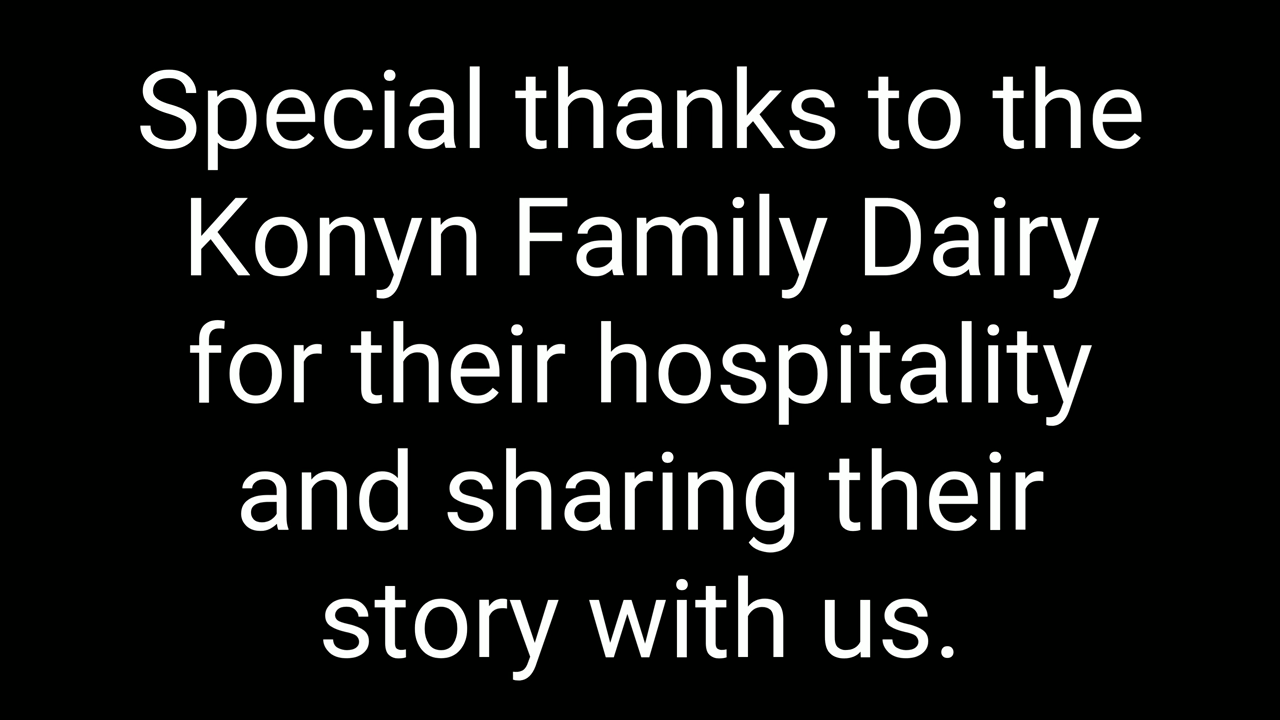 Special thanks to the
Konyn Family Dairy
for their hospitality
and sharing their
story with us.